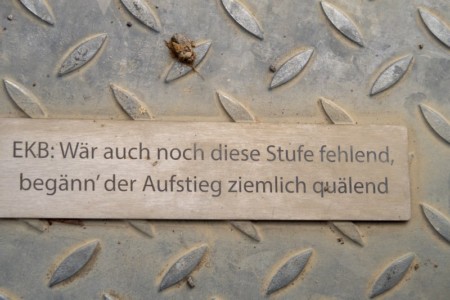 EKB: Wär auch noch diese Stufe fehlend,
begänn' der Aufstieg ziemlich quälend